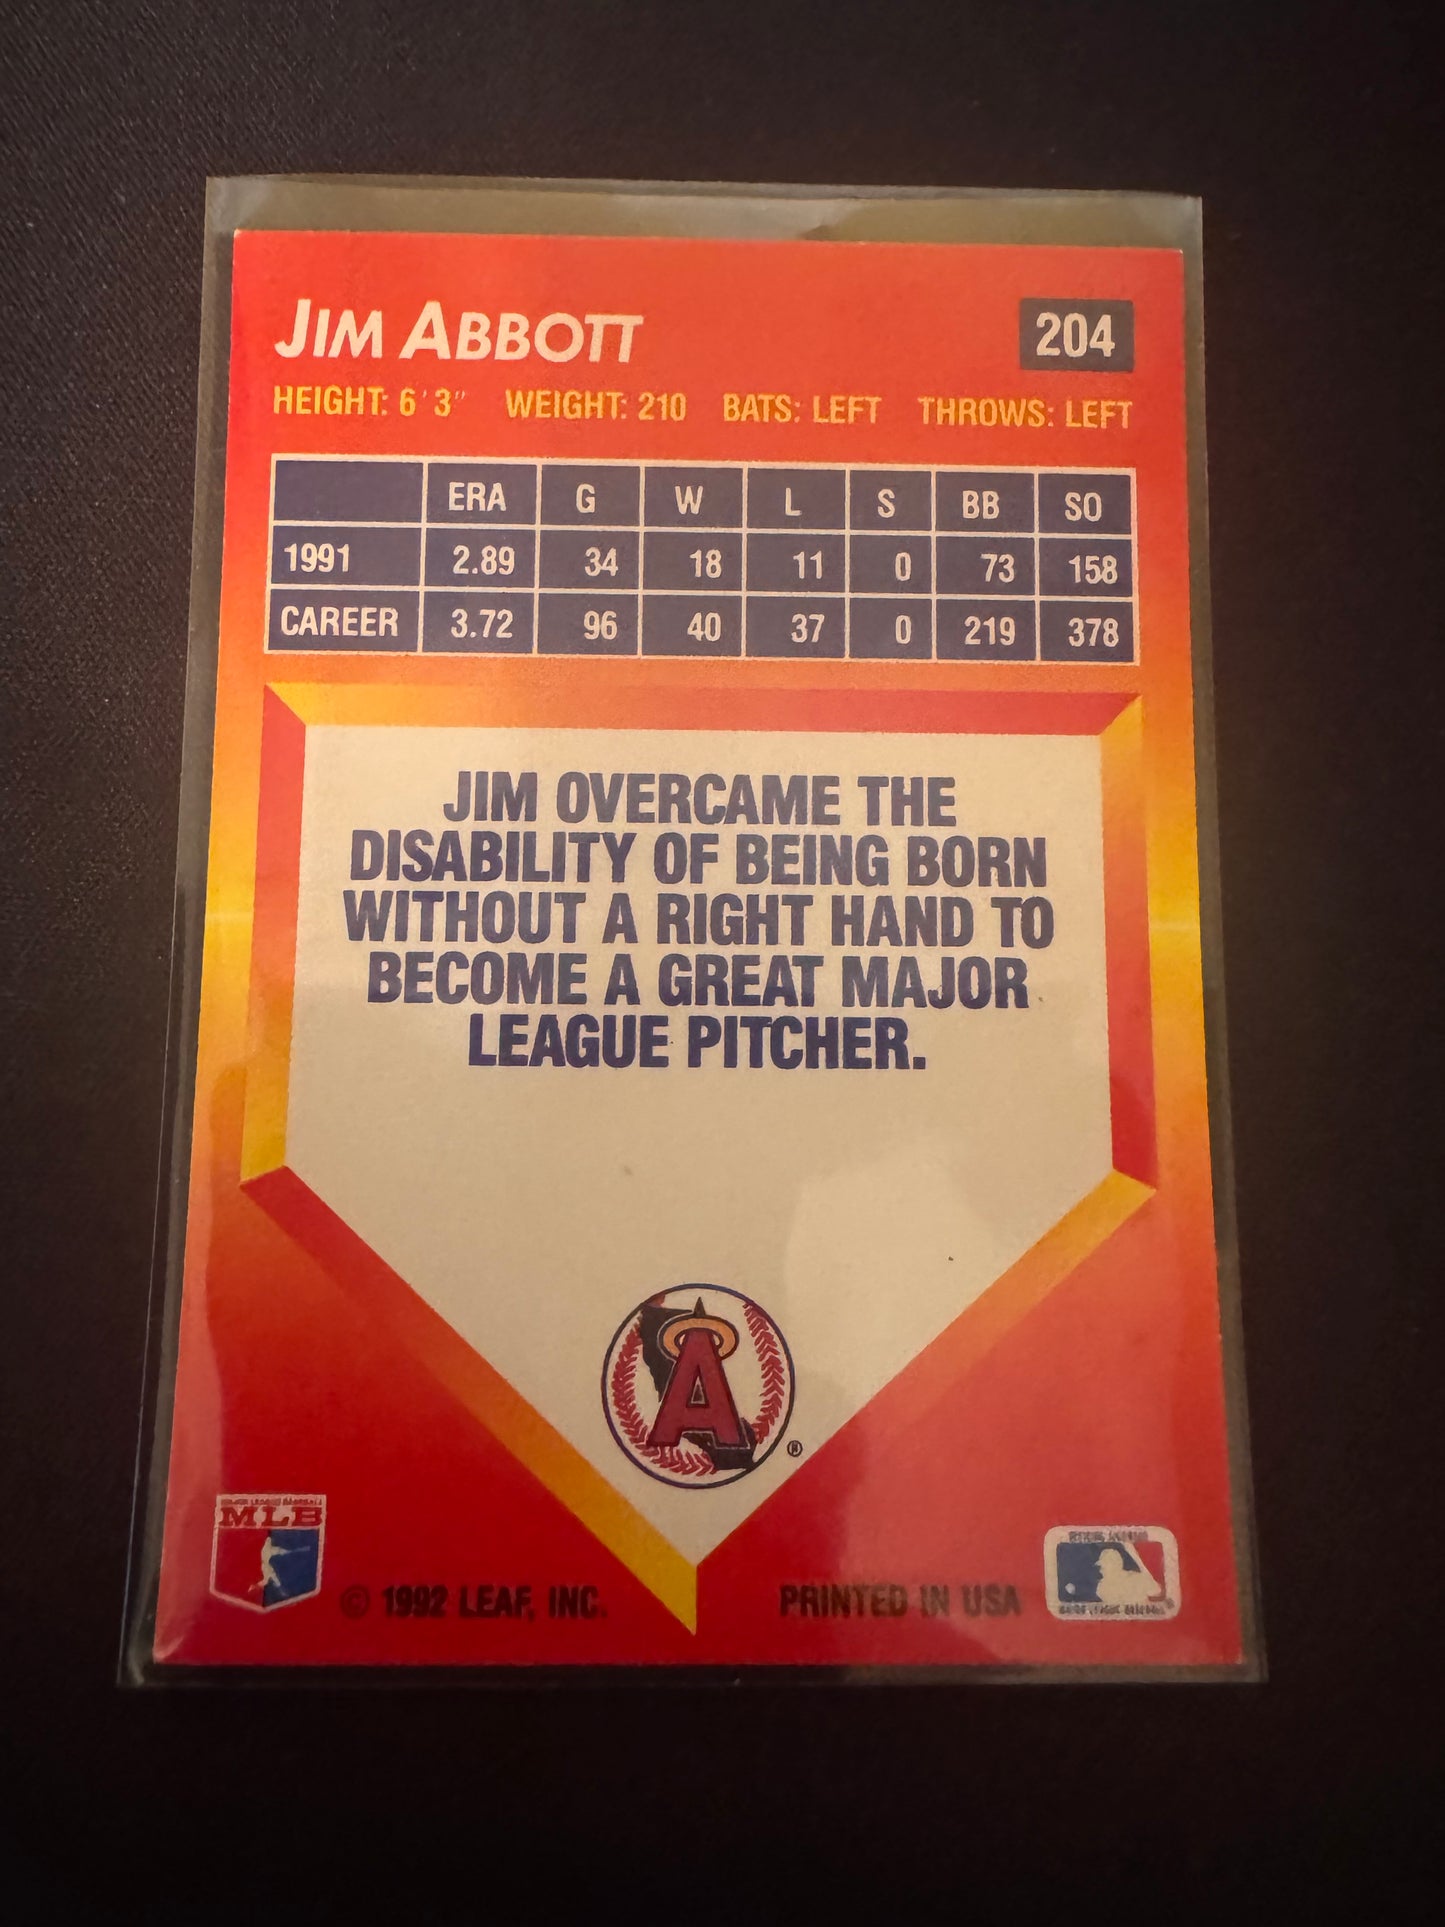 JIM ABBOTT 204
HEIGHT: 6'3" WEIGHT: 210 BATS: LEFT THROWS: LEFT
ERA G W L S BB SO
1991 2.89 34 18 11 0 73 158
CAREER 3.72 96 40 37 0 219 378
JIM OVERCAME THE
DISABILITY OF BEING BORN
WITHOUT A RIGHT HAND TO
BECOME A GREAT MAJOR
LEAGUE PITCHER.
A
®
MLB
© 1992 LEAF, INC. PRINTED IN USA